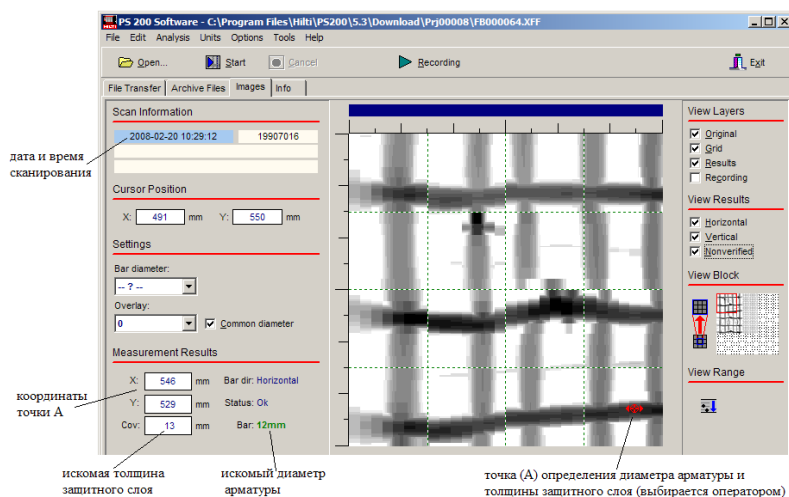 PS 200 Software - C:\Program Files\Hilti\PS200\5.3\Download\Prj00008\FB000064.XFF
File Edit Analysis Units Options Tools Help
Open... Start Cancel Recording Exit
File Transfer Archive Files Images Info
Scan Information
2008-02-20 10:29:12 19907016
дата и время
сканирования
Cursor Position
X: 491 mm Y: 550 mm
Settings
Bar diameter:
-- ? --
Overlay:
0 Common diameter
Measurement Results
X: 546 mm Bar dir: Horizontal
Y: 529 mm Status: Ok
Cov: 13 mm Bar: 12mm
координаты
точки А
искомая толщина
защитного слоя
искомый диаметр
арматуры
View Layers
Original
Grid
Results
Recording
View Results
Horizontal
Vertical
Nonverified
View Block
View Range
точка (А) определения диаметра арматуры и
толщины защитного слоя (выбирается оператором)